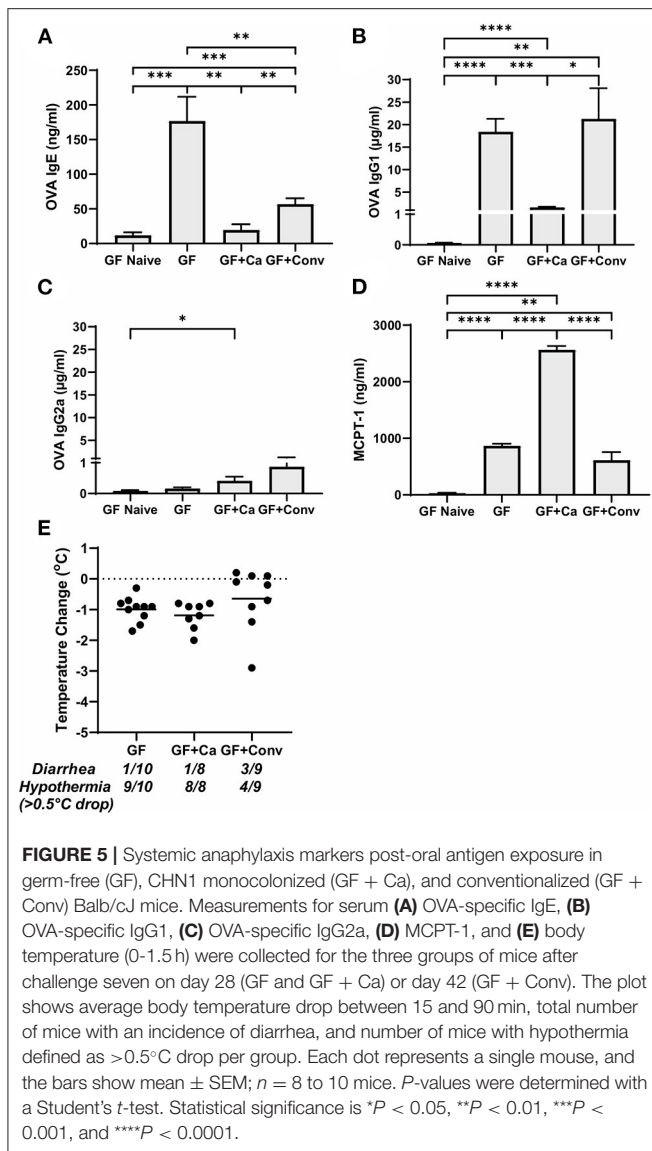 A
OVA IgE (ng/ml)
250
200
150
100
50
0
**
*** ** **
GF Naive GF GF+Ca GF+Conv
B
OVA IgG1 (µg/ml)
30
25
20
15
10
5
1
0
****
**
**** *** *
GF Naive GF GF+Ca GF+Conv
C
OVA IgG2a (µg/ml)
30
25
20
15
10
5
1
0
*
GF Naive GF GF+Ca GF+Conv
D
MCPT-1 (ng/ml)
3000
2000
1000
0
****
**
**** **** ****
GF Naive GF GF+Ca GF+Conv
E
Temperature Change (°C)
1
0
-1
-2
-3
-4
-5
GF GF+Ca GF+Conv
Diarrhea 1/10 1/8 3/9
Hypothermia 9/10 8/8 4/9
(>0.5°C drop)
FIGURE 5 | Systemic anaphylaxis markers post-oral antigen exposure in
germ-free (GF), CHN1 monocolonized (GF + Ca), and conventionalized (GF +
Conv) Balb/cJ mice. Measurements for serum (A) OVA-specific IgE, (B)
OVA-specific IgG1, (C) OVA-specific IgG2a, (D) MCPT-1, and (E) body
temperature (0-1.5 h) were collected for the three groups of mice after
challenge seven on day 28 (GF and GF + Ca) or day 42 (GF + Conv). The plot
shows average body temperature drop between 15 and 90 min, total number
of mice with an incidence of diarrhea, and number of mice with hypothermia
defined as >0.5°C drop per group. Each dot represents a single mouse, and
the bars show mean ± SEM; n = 8 to 10 mice. P-values were determined with
a Student's t-test. Statistical significance is *P < 0.05, **P < 0.01, ***P <
0.001, and ****P < 0.0001.